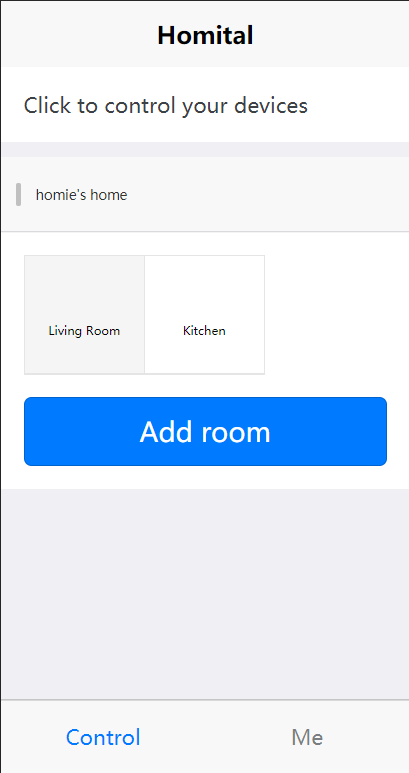 Homital
Click to control your devices
homie's home
Living Room Kitchen
Add room
Control Me